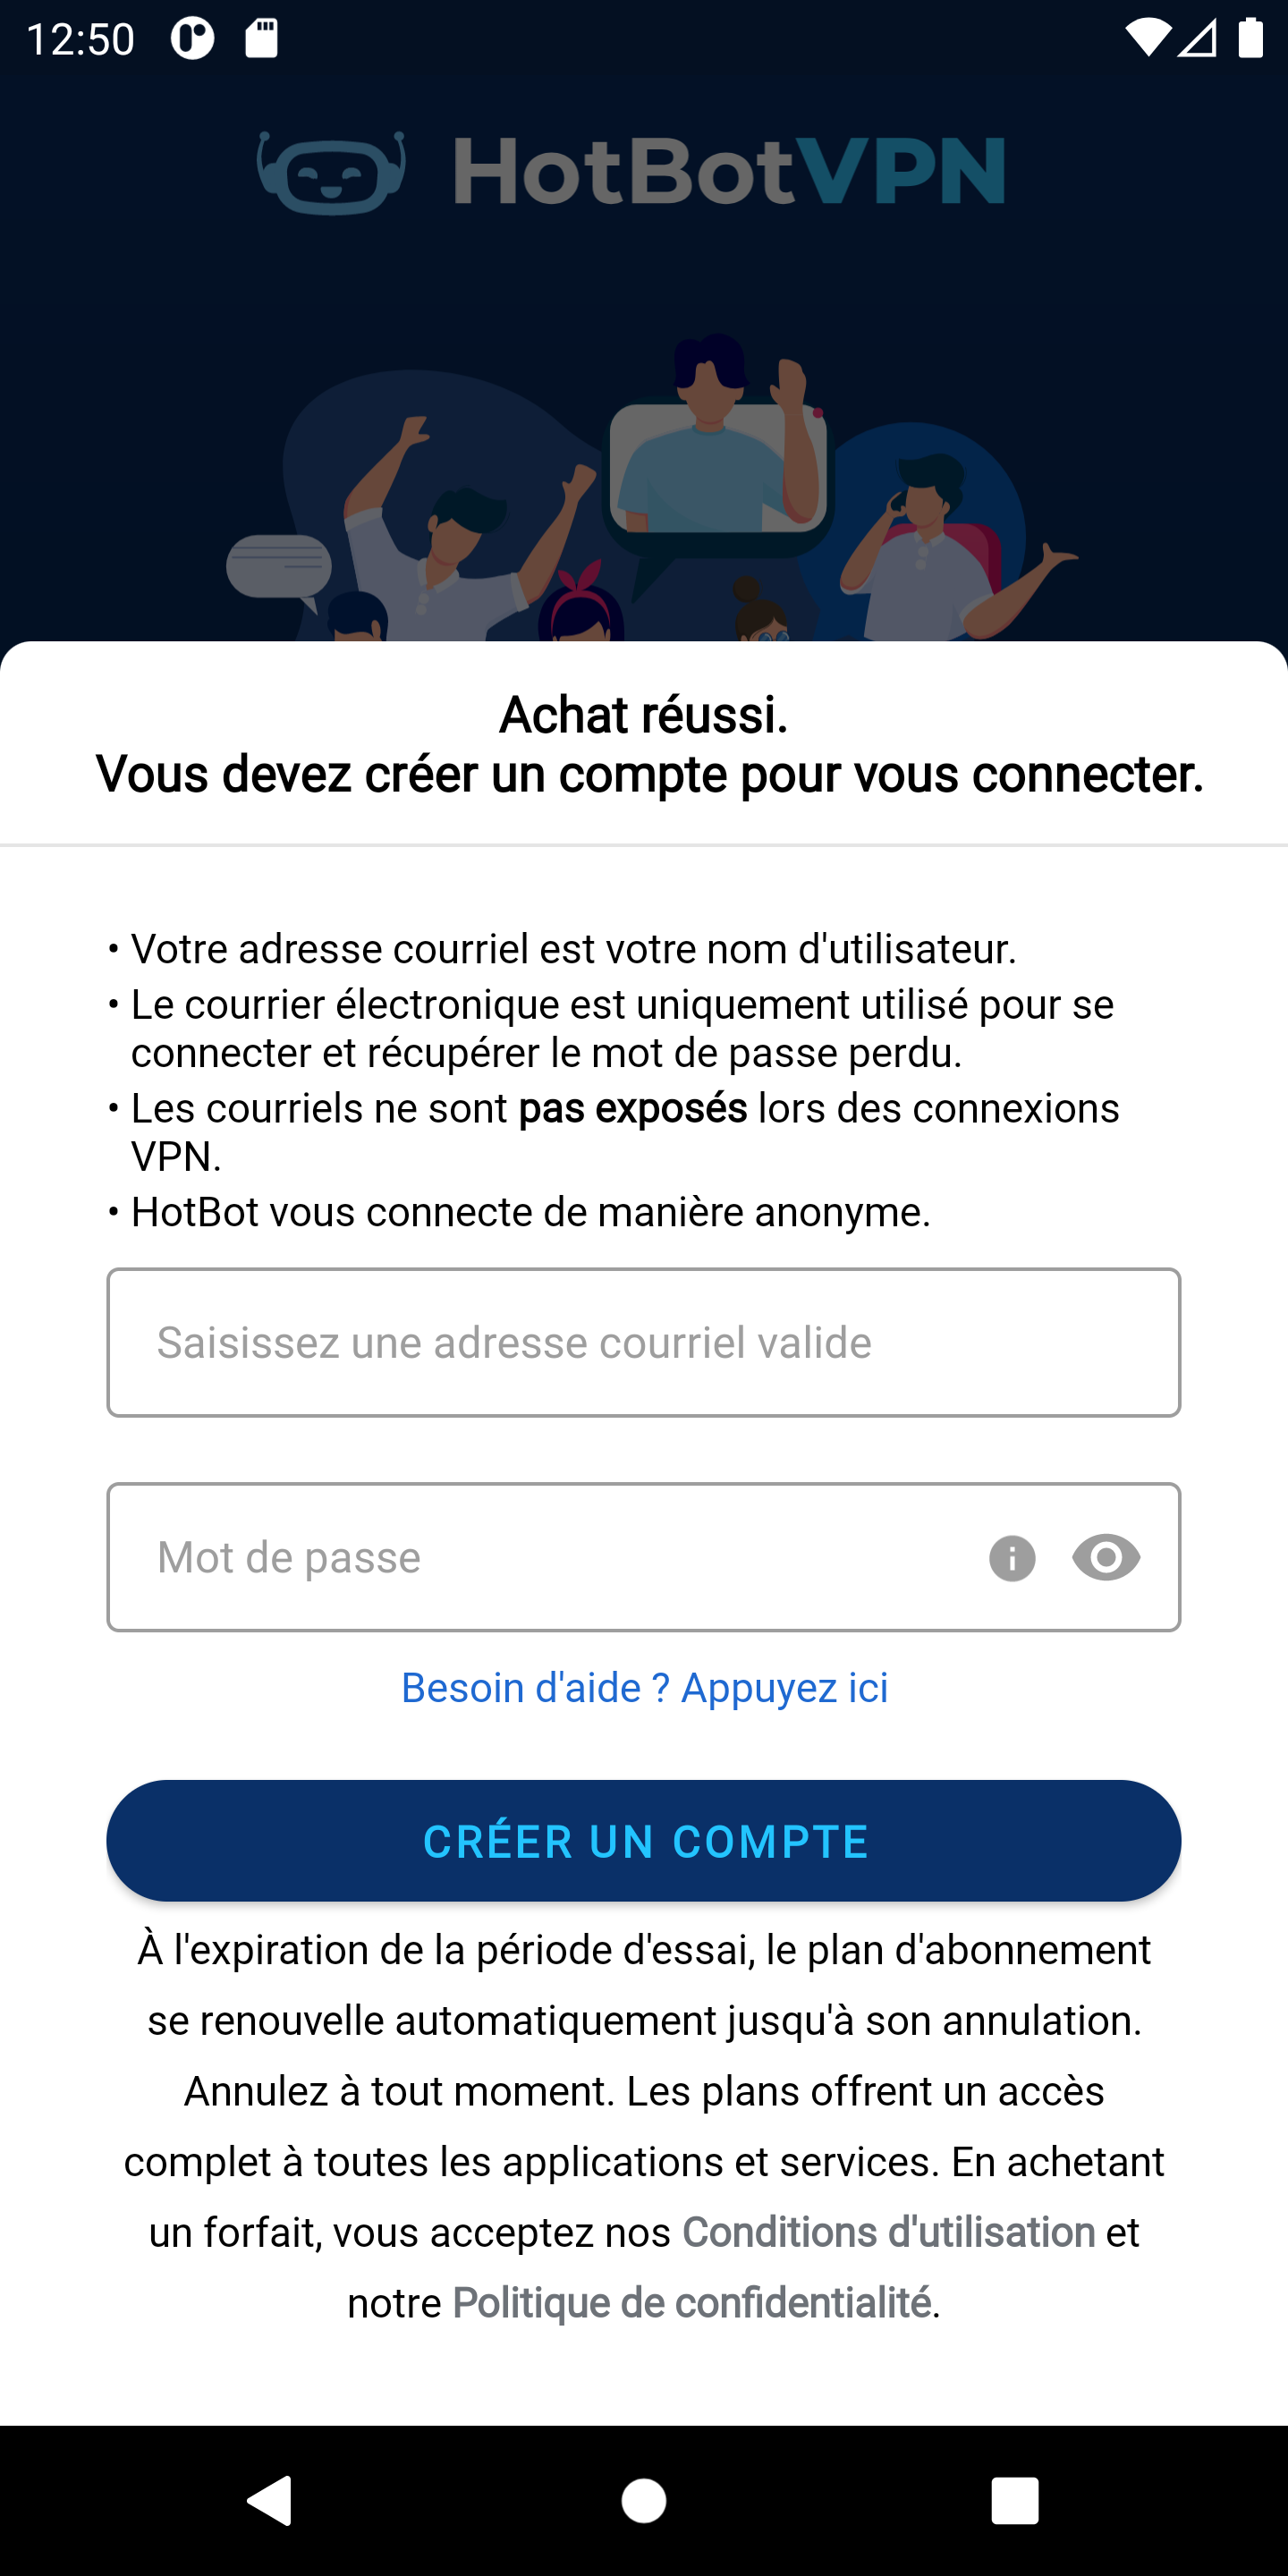 12:50
HotBotVPN
Achat réussi.
Vous devez créer un compte pour vous connecter.
• Votre adresse courriel est votre nom d'utilisateur.
• Le courrier électronique est uniquement utilisé pour se
connecter et récupérer le mot de passe perdu.
• Les courriels ne sont pas exposés lors des connexions
VPN.
• HotBot vous connecte de manière anonyme.
Saisissez une adresse courriel valide
Mot de passe
Besoin d'aide ? Appuyez ici
CRÉER UN COMPTE
À l'expiration de la période d'essai, le plan d'abonnement
se renouvelle automatiquement jusqu'à son annulation.
Annulez à tout moment. Les plans offrent un accès
complet à toutes les applications et services. En achetant
un forfait, vous acceptez nos Conditions d'utilisation et
notre Politique de confidentialité.